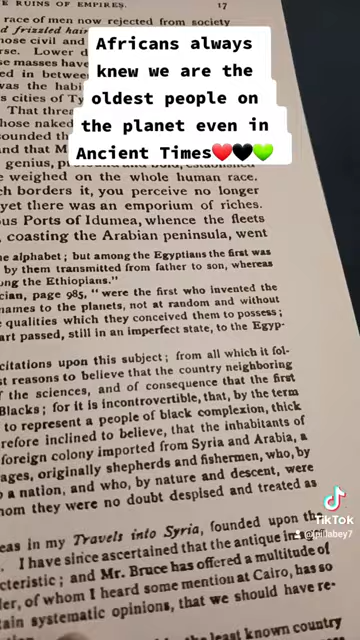 E RUINS OF EMPIRES. 17
race of men now rejected from society
frizzled hair
hose civil and
rse. Lower d
se masses have
ed in between
was the habi
s cities of Ty
That three
hose naked
ounded th
and that M
genius,
Africans always
knew we are the
oldest people on
the planet even in
Ancient Times❤️🖤💚
e weighed on the whole human race.
ch borders it, you perceive no longer
yet there was an emporium of riches.
ous Ports of Idumea, whence the fleets
, coasting the Arabian peninsula, went
he alphabet; but among the Egyptians the first was
by them transmitted from father to son, whereas
ong the Ethiopians."
cian, page 985, "were the first who invented the
names to the planets, not at random and without
e qualities which they conceived them to possess;
art passed, still in an imperfect state, to the Egyp-
citations upon this subject; from all which it fol-
st reasons to believe that the country neighboring
f the sciences, and of consequence that the first
Blacks; for it is incontrovertible, that, by the term
to represent a people of black complexion, thick
refore inclined to believe, that the inhabitants of
foreign colony imported from Syria and Arabia, a
ages, originally shepherds and fishermen, who, by
o a nation, and who, by nature and descent, were
hom they were no doubt despised and treated as
eas in my Travels into Syria, founded upon the
. I have since ascertained that the antique
cteristic; and Mr. Bruce has offered a multitude of
ler, of whom I heard some mention at Cairo, has so
tain systematic opinions, that we should have re-
the least known country
TikTok